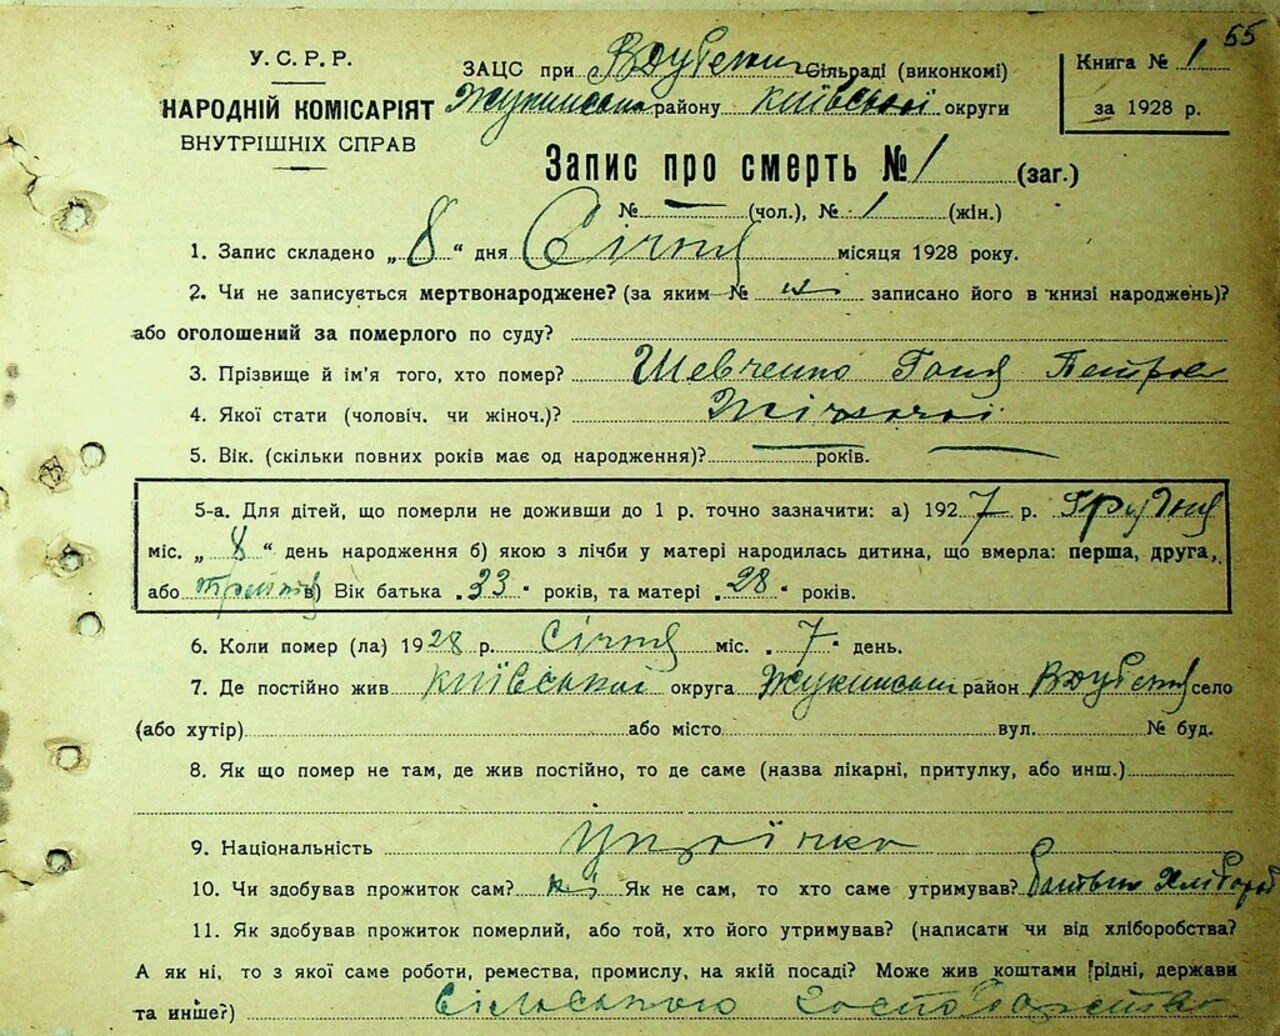 55
У. С. Р. Р.
НАРОДНІЙ КОМІСАРІЯТ
ВНУТРІШНІХ СПРАВ
ЗАЦС при Вдубечни Сільраді (виконкомі)
Жукинського району Київської округи
Книга № 1
за 1928 р.
Запис про смерть № 1 (заг.)
№ — (чол.), № 1 (жін.)
1. Запис складено „ 8 “ дня Січня місяця 1928 року.
2. Чи не записується мертвонароджене? (за яким № ні записано його в книзі народжень)?
або оголошений за померлого по суду?
3. Прізвище й ім'я того, хто помер? Шевченко Ганя Петров
4. Якої стати (чоловіч. чи жіноч.)? Жіночої
5. Вік. (скільки повних років має од народження)? — років. —
5-а. Для дітей, що померли не доживши до 1 р. точно зазначити: а) 1927 р. Грудня
міс. „ 8 “ день народження б) якою з лічби у матері народилась дитина, що вмерла: перша, друга,
або третя в) Вік батька „33“ років, та матері „28“ років.
6. Коли помер (ла) 1928 р. Січня міс. „7“ день.
7. Де постійно жив Київської округа Жукинськ район село
(або хутір) або місто вул. № буд.
8. Як що помер не там, де жив постійно, то де саме (назва лікарні, притулку, або инш.)
9. Національність Українка
10. Чи здобував прожиток сам? ні Як не сам, то хто саме утримував? батьки Хлібороб
11. Як здобував прожиток померлий, або той, хто його утримував? (написати чи від хліборобства?
А як ні, то з якої саме роботи, ремества, промислу, на якій посаді? Може жив коштами рідні, держави
та инше?) Сільського господарства